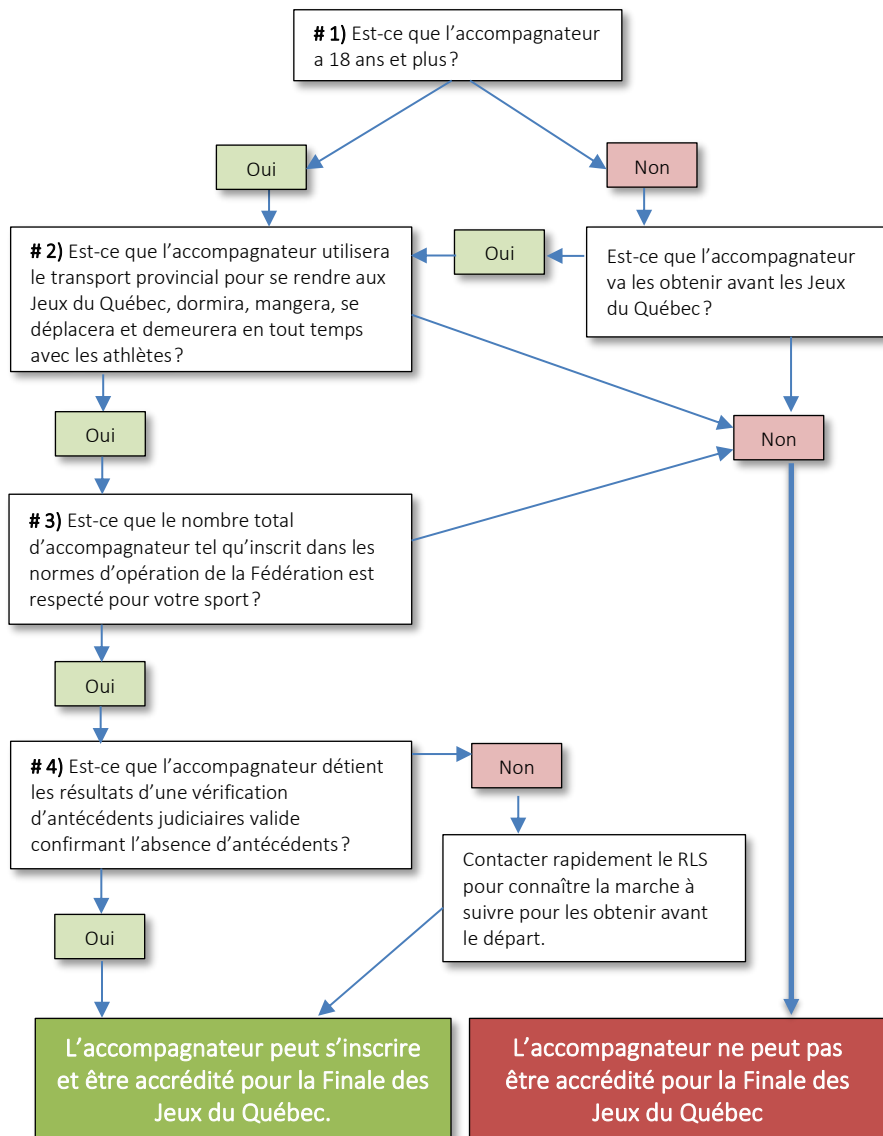 # 1) Est-ce que l'accompagnateur
a 18 ans et plus ?
Oui
Non
# 2) Est-ce que l'accompagnateur utilisera
le transport provincial pour se rendre aux
Jeux du Québec, dormira, mangera, se
déplacera et demeurera en tout temps
avec les athlètes ?
Oui
Est-ce que l'accompagnateur
va les obtenir avant les Jeux
du Québec ?
Oui
Non
# 3) Est-ce que le nombre total
d'accompagnateur tel qu'inscrit dans les
normes d'opération de la Fédération est
respecté pour votre sport ?
Oui
# 4) Est-ce que l'accompagnateur détient
les résultats d'une vérification
d'antécédents judiciaires valide
confirmant l'absence d'antécédents ?
Non
Contacter rapidement le RLS
pour connaître la marche à
suivre pour les obtenir avant
le départ.
Oui
L'accompagnateur peut s'inscrire
et être accrédité pour la Finale des
Jeux du Québec.
L'accompagnateur ne peut pas
être accrédité pour la Finale des
Jeux du Québec